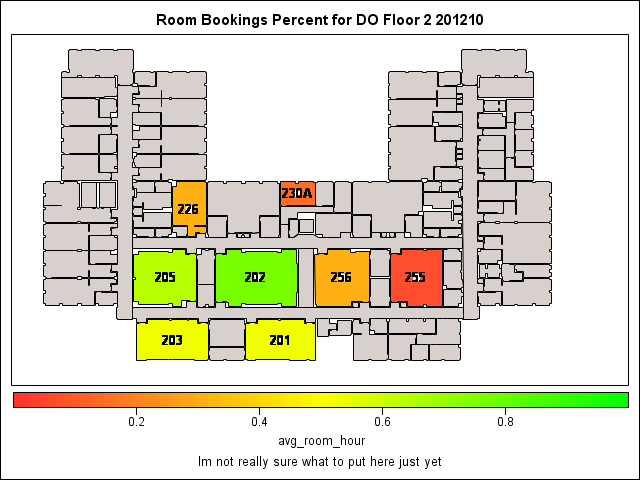 Room Bookings Percent for DO Floor 2 201210
230A
226
205 202 256 255
203 201
0.2 0.4 0.6 0.8
avg_room_hour
Im not really sure what to put here just yet